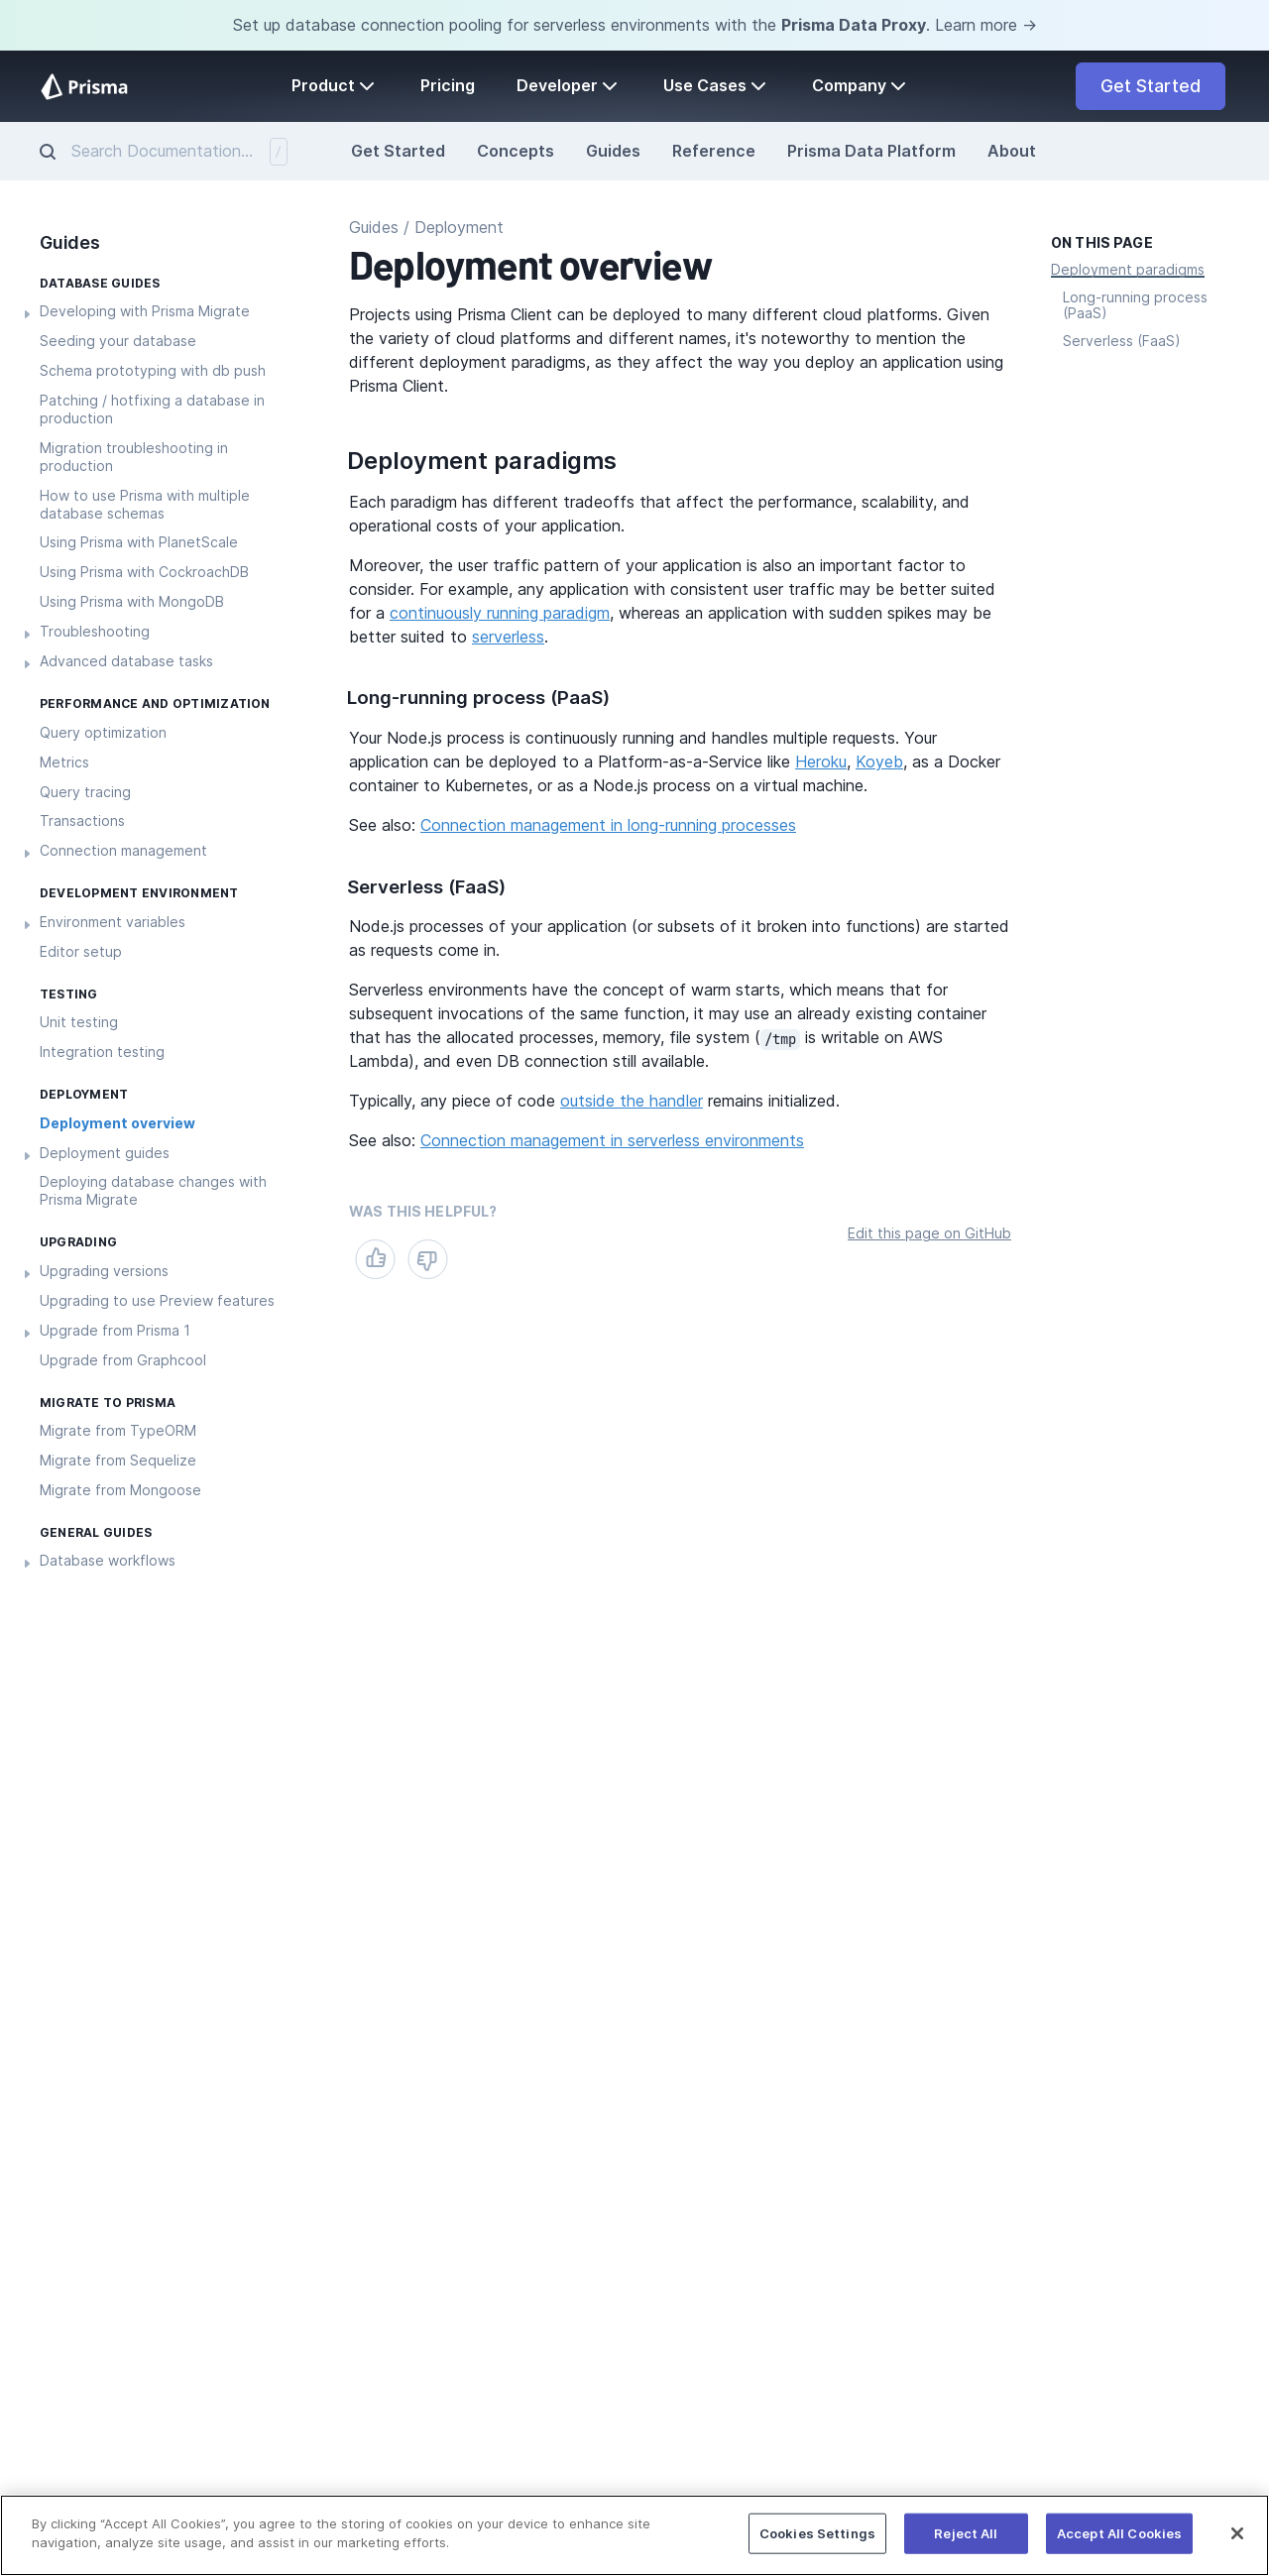 Set up database connection pooling for serverless environments with the Prisma Data Proxy. Learn more →
Prisma
Product
Pricing
Developer
Use Cases
Company
Get Started
Search Documentation...
/
Get Started
Concepts
Guides
Reference
Prisma Data Platform
About
Guides
DATABASE GUIDES
Developing with Prisma Migrate
Seeding your database
Schema prototyping with db push
Patching / hotfixing a database in
production
Migration troubleshooting in
production
How to use Prisma with multiple
database schemas
Using Prisma with PlanetScale
Using Prisma with CockroachDB
Using Prisma with MongoDB
Troubleshooting
Advanced database tasks
PERFORMANCE AND OPTIMIZATION
Query optimization
Metrics
Query tracing
Transactions
Connection management
DEVELOPMENT ENVIRONMENT
Environment variables
Editor setup
TESTING
Unit testing
Integration testing
DEPLOYMENT
Deployment overview
Deployment guides
Deploying database changes with
Prisma Migrate
UPGRADING
Upgrading versions
Upgrading to use Preview features
Upgrade from Prisma 1
Upgrade from Graphcool
MIGRATE TO PRISMA
Migrate from TypeORM
Migrate from Sequelize
Migrate from Mongoose
GENERAL GUIDES
Database workflows
Guides / Deployment
Deployment overview
Projects using Prisma Client can be deployed to many different cloud platforms. Given
the variety of cloud platforms and different names, it's noteworthy to mention the
different deployment paradigms, as they affect the way you deploy an application using
Prisma Client.
Deployment paradigms
Each paradigm has different tradeoffs that affect the performance, scalability, and
operational costs of your application.
Moreover, the user traffic pattern of your application is also an important factor to
consider. For example, any application with consistent user traffic may be better suited
for a continuously running paradigm, whereas an application with sudden spikes may be
better suited to serverless.
Long-running process (PaaS)
Your Node.js process is continuously running and handles multiple requests. Your
application can be deployed to a Platform-as-a-Service like Heroku, Koyeb, as a Docker
container to Kubernetes, or as a Node.js process on a virtual machine.
See also: Connection management in long-running processes
Serverless (FaaS)
Node.js processes of your application (or subsets of it broken into functions) are started
as requests come in.
Serverless environments have the concept of warm starts, which means that for
subsequent invocations of the same function, it may use an already existing container
that has the allocated processes, memory, file system (/tmp is writable on AWS
Lambda), and even DB connection still available.
Typically, any piece of code outside the handler remains initialized.
See also: Connection management in serverless environments
WAS THIS HELPFUL?
Edit this page on GitHub
ON THIS PAGE
Deployment paradigms
Long-running process
(PaaS)
Serverless (FaaS)
By clicking “Accept All Cookies”, you agree to the storing of cookies on your device to enhance site
navigation, analyze site usage, and assist in our marketing efforts.
Cookies Settings
Reject All
Accept All Cookies